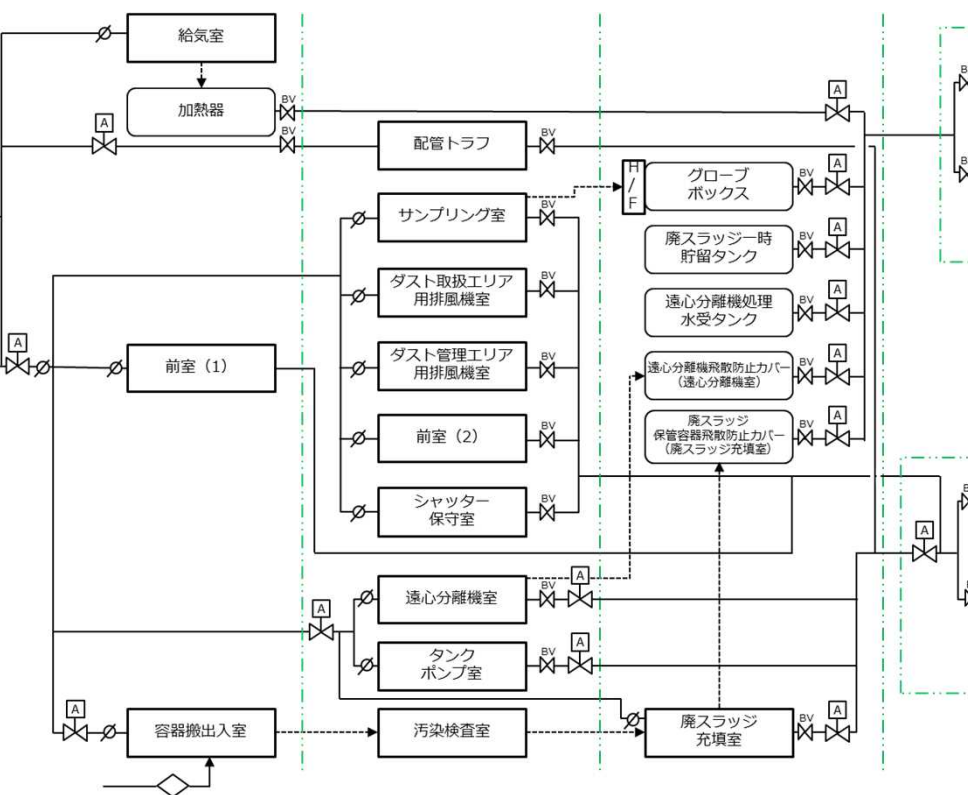 給気室
加熱器
BV
A
A
BV
配管トラフ
BV
H
/
F
グローブ
ボックス
BV
A
サンプリング室
BV
廃スラッジ一時
貯留タンク
BV
A
ダスト取扱エリア
用排風機室
BV
遠心分離機処理
水受タンク
BV
A
A
前室（1）
ダスト管理エリア
用排風機室
BV
遠心分離機飛散防止カバー
（遠心分離機室）
BV
A
前室（2）
BV
廃スラッジ
保管容器飛散防止カバー
（廃スラッジ充填室）
BV
A
シャッター
保守室
BV
A
遠心分離機室
BV
A
A
タンク
ポンプ室
BV
A
A
容器搬出入室
汚染検査室
廃スラッジ
充填室
BV
A